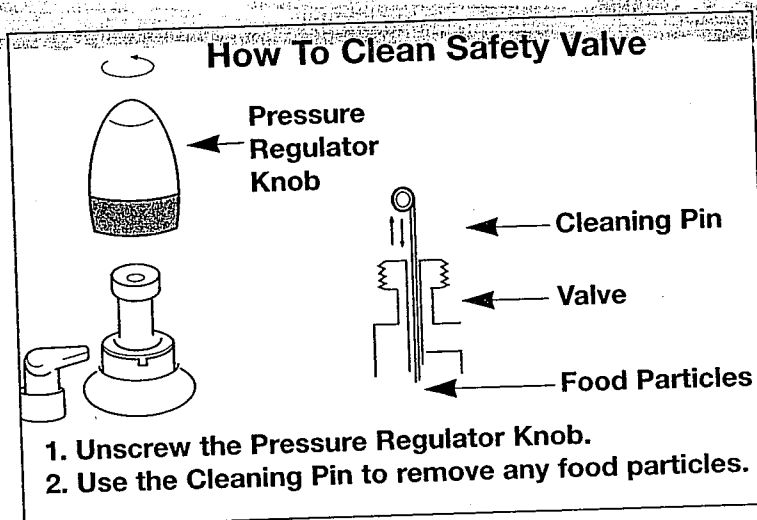 How To Clean Safety Valve
Pressure
Regulator
Knob
Cleaning Pin
Valve
Food Particles
1. Unscrew the Pressure Regulator Knob.
2. Use the Cleaning Pin to remove any food particles.